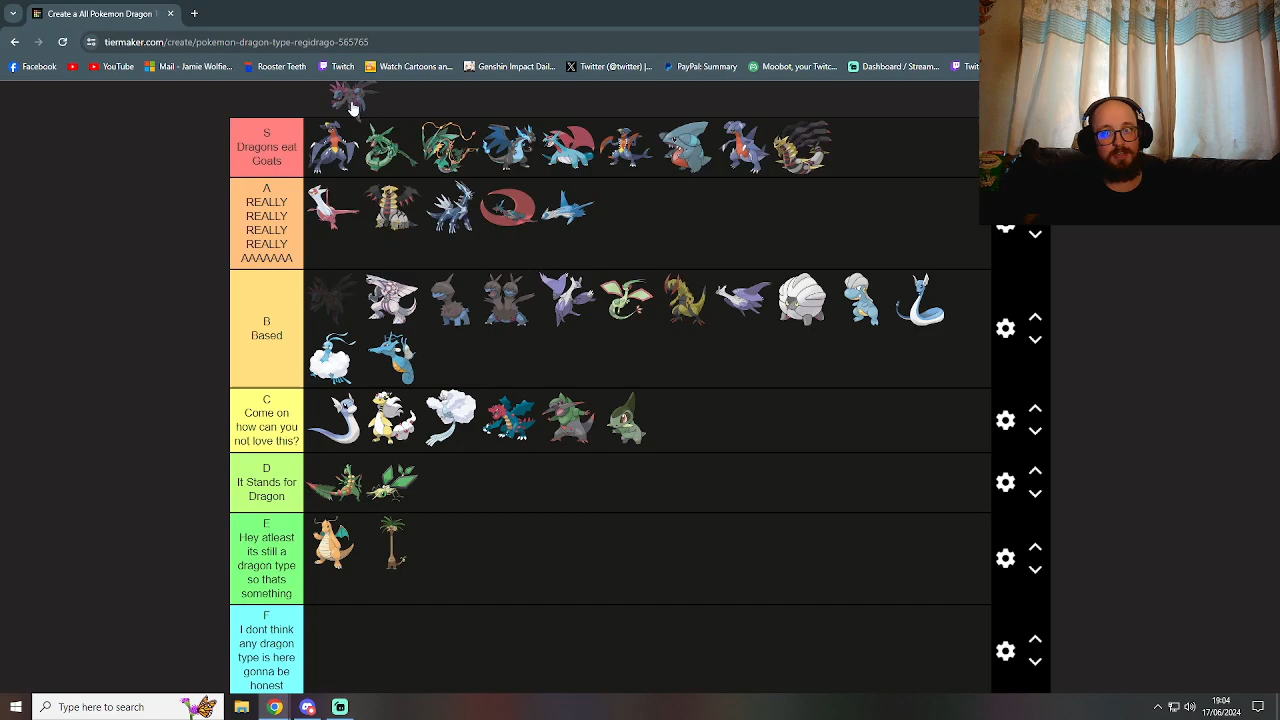 Create a All Pokemon Dragon T
tiermaker.com/create/pokemon-dragon-type-regidrago-565765
Facebook
YouTube
Mail - Jamie Wolfe...
Rooster Teeth
Twitch
Watch Cartoons an...
Genshin Impact Dail...
Twitter (@twitter) |...
PayPal: Summary
Moobot, your Twitc...
Dashboard / Stream...
Twit
S
Dragons eat
Goats
A
REALLY
REALLY
REALLY
REALLY
AAAAAAA
B
Based
C
Come on
how can you
not love this?
D
It Stands for
Dragon
E
Hey atleast
its still a
dragon type
so thats
something
F
I dont think
any dragon
type is here
gonna be
honest
Type here to search
19:04
17/06/2024